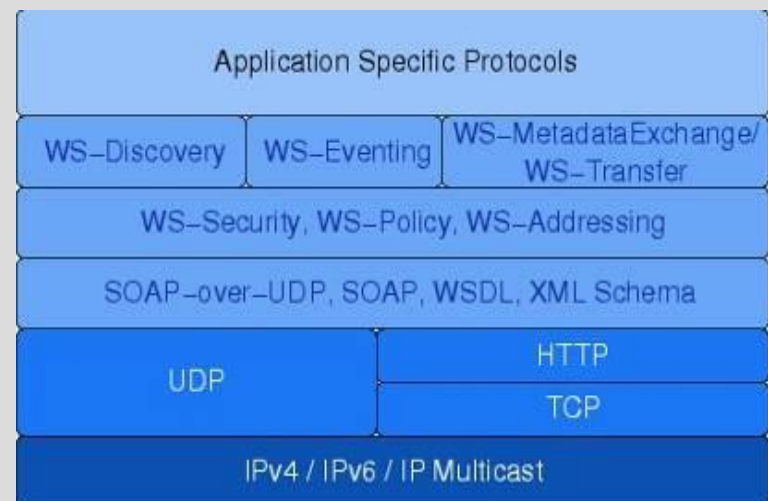 Application Specific Protocols
WS–Discovery
WS–Eventing
WS–MetadataExchange/
WS–Transfer
WS–Security, WS–Policy, WS–Addressing
SOAP–over–UDP, SOAP, WSDL, XML Schema
UDP
HTTP
TCP
IPv4 / IPv6 / IP Multicast